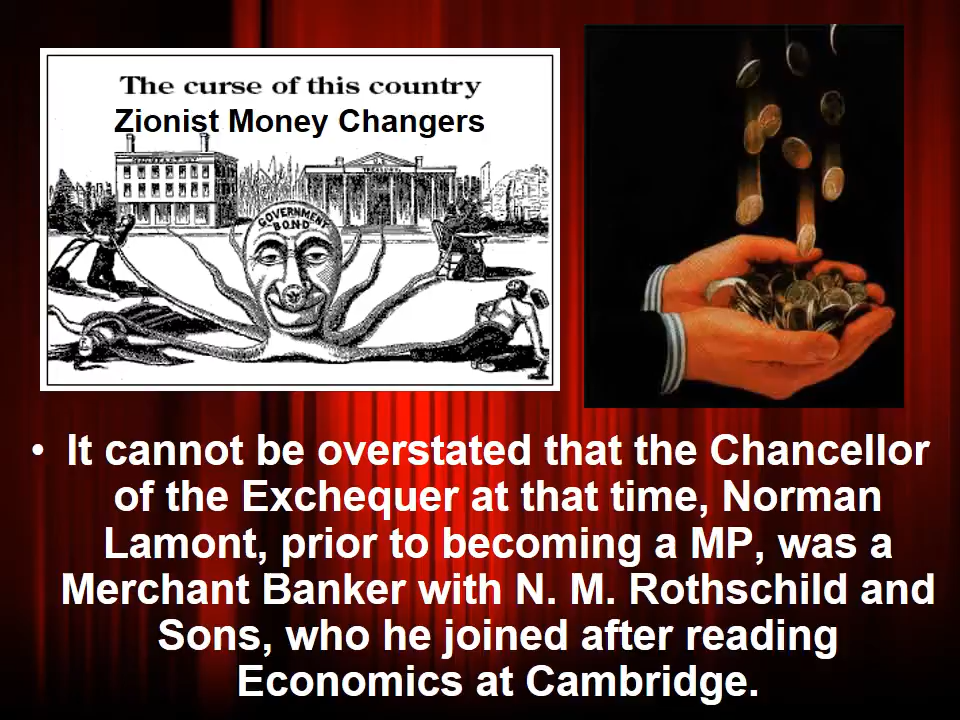 The curse of this country
Zionist Money Changers
TREASURY
GOVERNMENT
BOND
• It cannot be overstated that the Chancellor
of the Exchequer at that time, Norman
Lamont, prior to becoming a MP, was a
Merchant Banker with N. M. Rothschild and
Sons, who he joined after reading
Economics at Cambridge.